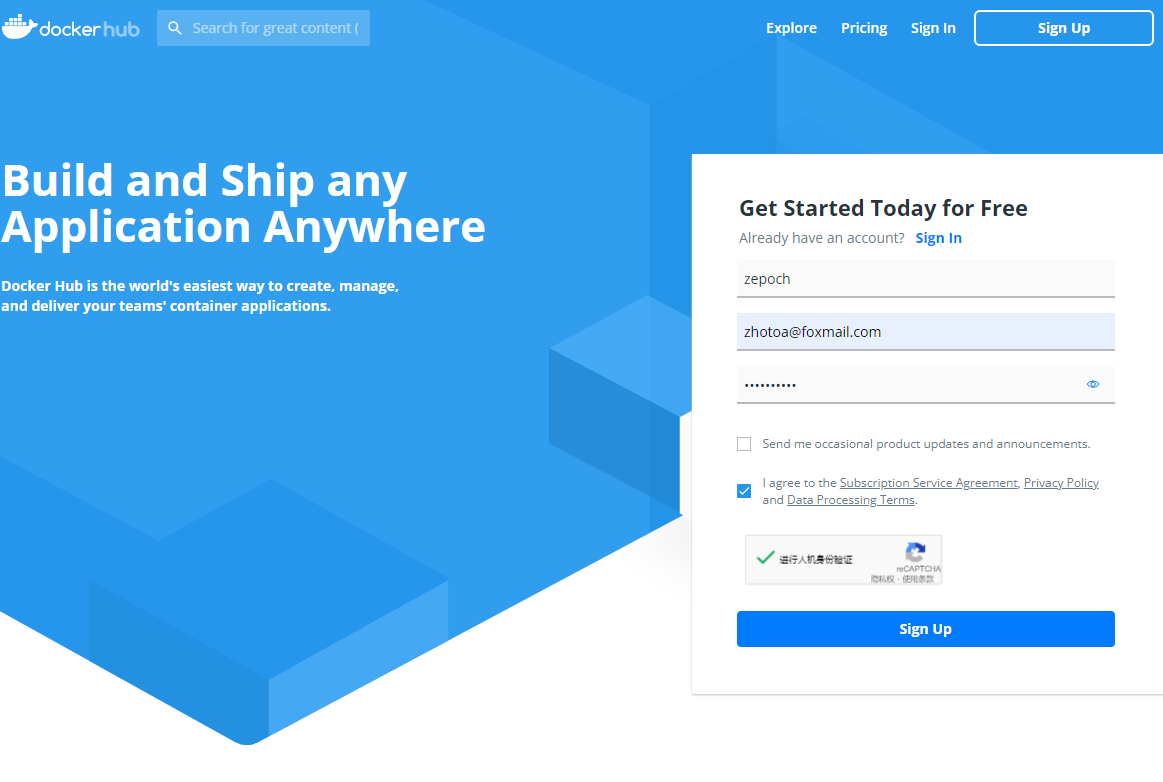 docker hub
Search for great content (
Explore
Pricing
Sign In
Sign Up
Build and Ship any
Application Anywhere
Docker Hub is the world's easiest way to create, manage,
and deliver your teams' container applications.
Get Started Today for Free
Already have an account? Sign In
zepoch
zhotoa@foxmail.com
••••••••••
Send me occasional product updates and announcements.
I agree to the Subscription Service Agreement, Privacy Policy
and Data Processing Terms.
进行人机身份验证
reCAPTCHA
隐私权 - 使用条款
Sign Up